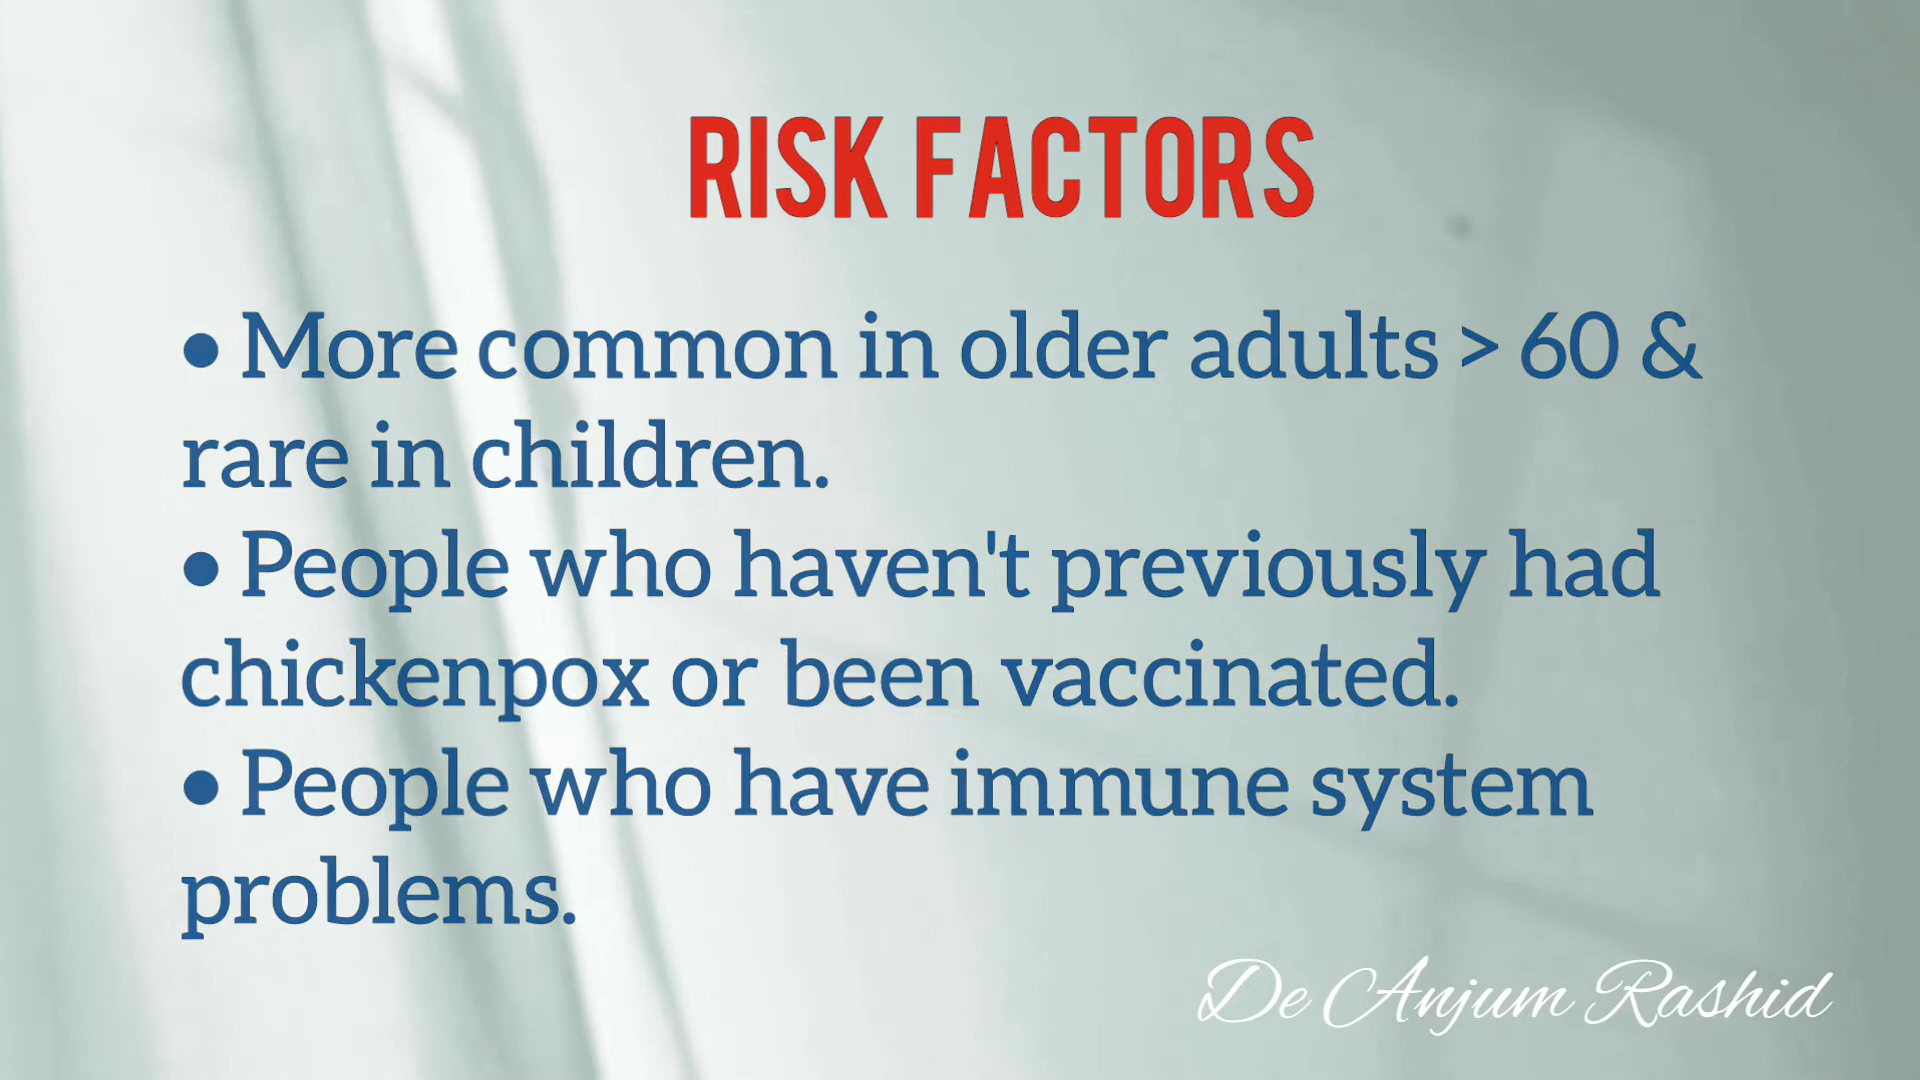 RISK FACTORS
• More common in older adults > 60 &
rare in children.
• People who haven't previously had
chickenpox or been vaccinated.
• People who have immune system
problems.
De Anjum Rashid